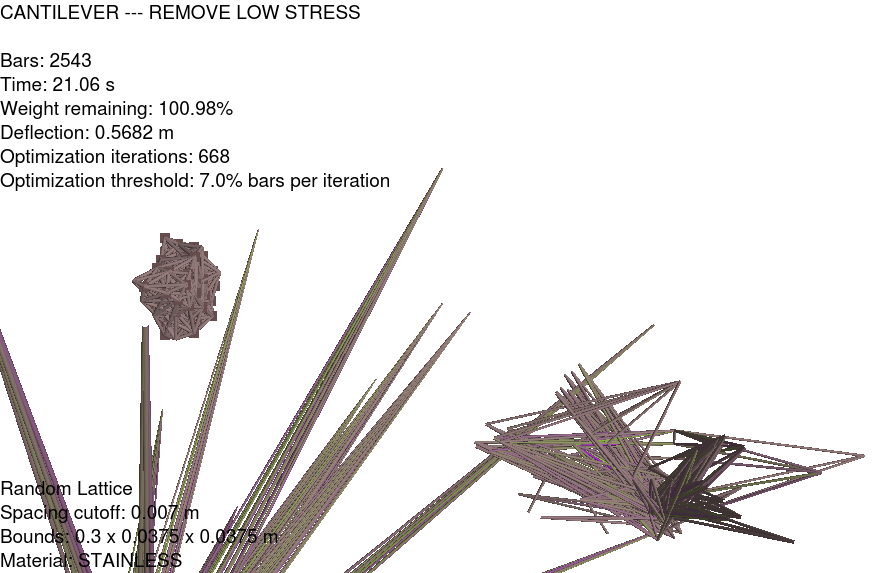 CANTILEVER --- REMOVE LOW STRESS
Bars: 2543
Time: 21.06 s
Weight remaining: 100.98%
Deflection: 0.5682 m
Optimization iterations: 668
Optimization threshold: 7.0% bars per iteration
Random Lattice
Spacing cutoff: 0.007 m
Bounds: 0.3 x 0.0375 x 0.0375 m
Material: STAINLESS